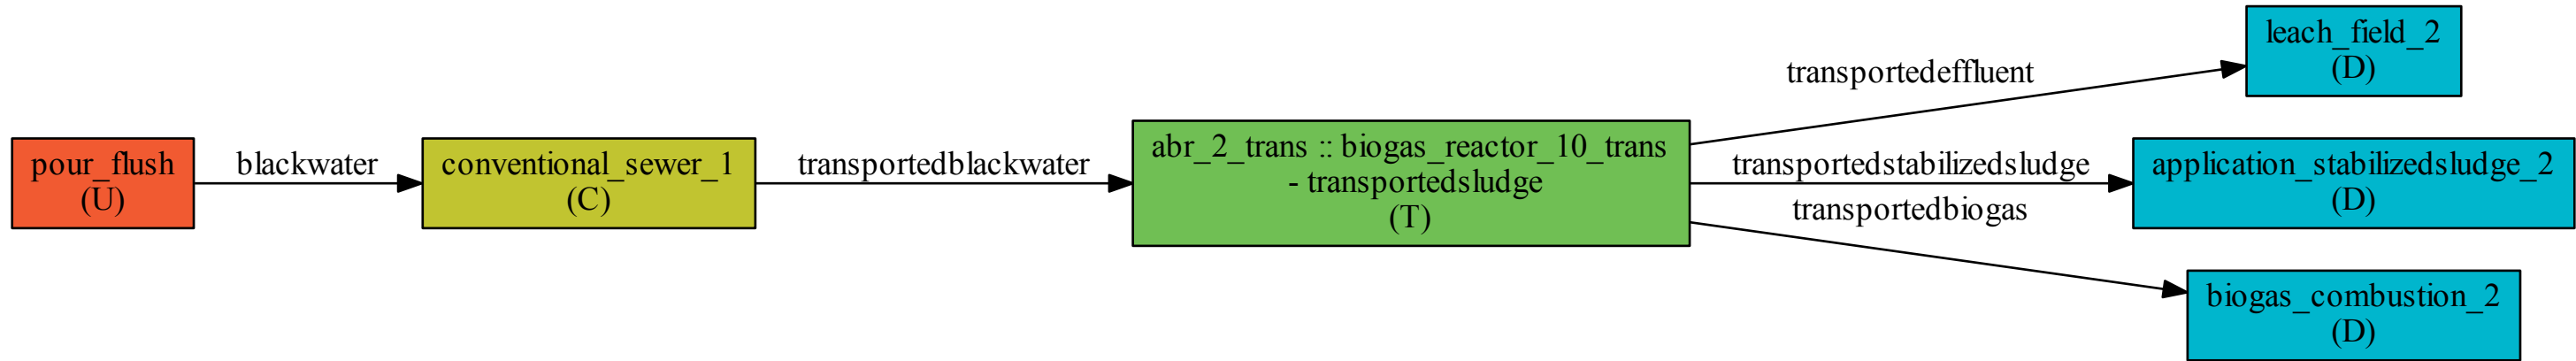 pour_flush
(U)
blackwater
conventional_sewer_1
(C)
transportedblackwater
abr_2_trans :: biogas_reactor_10_trans
- transportedsludge
(T)
transportedeffluent
leach_field_2
(D)
transportedstabilizedsludge
application_stabilizedsludge_2
(D)
transportedbiogas
biogas_combustion_2
(D)